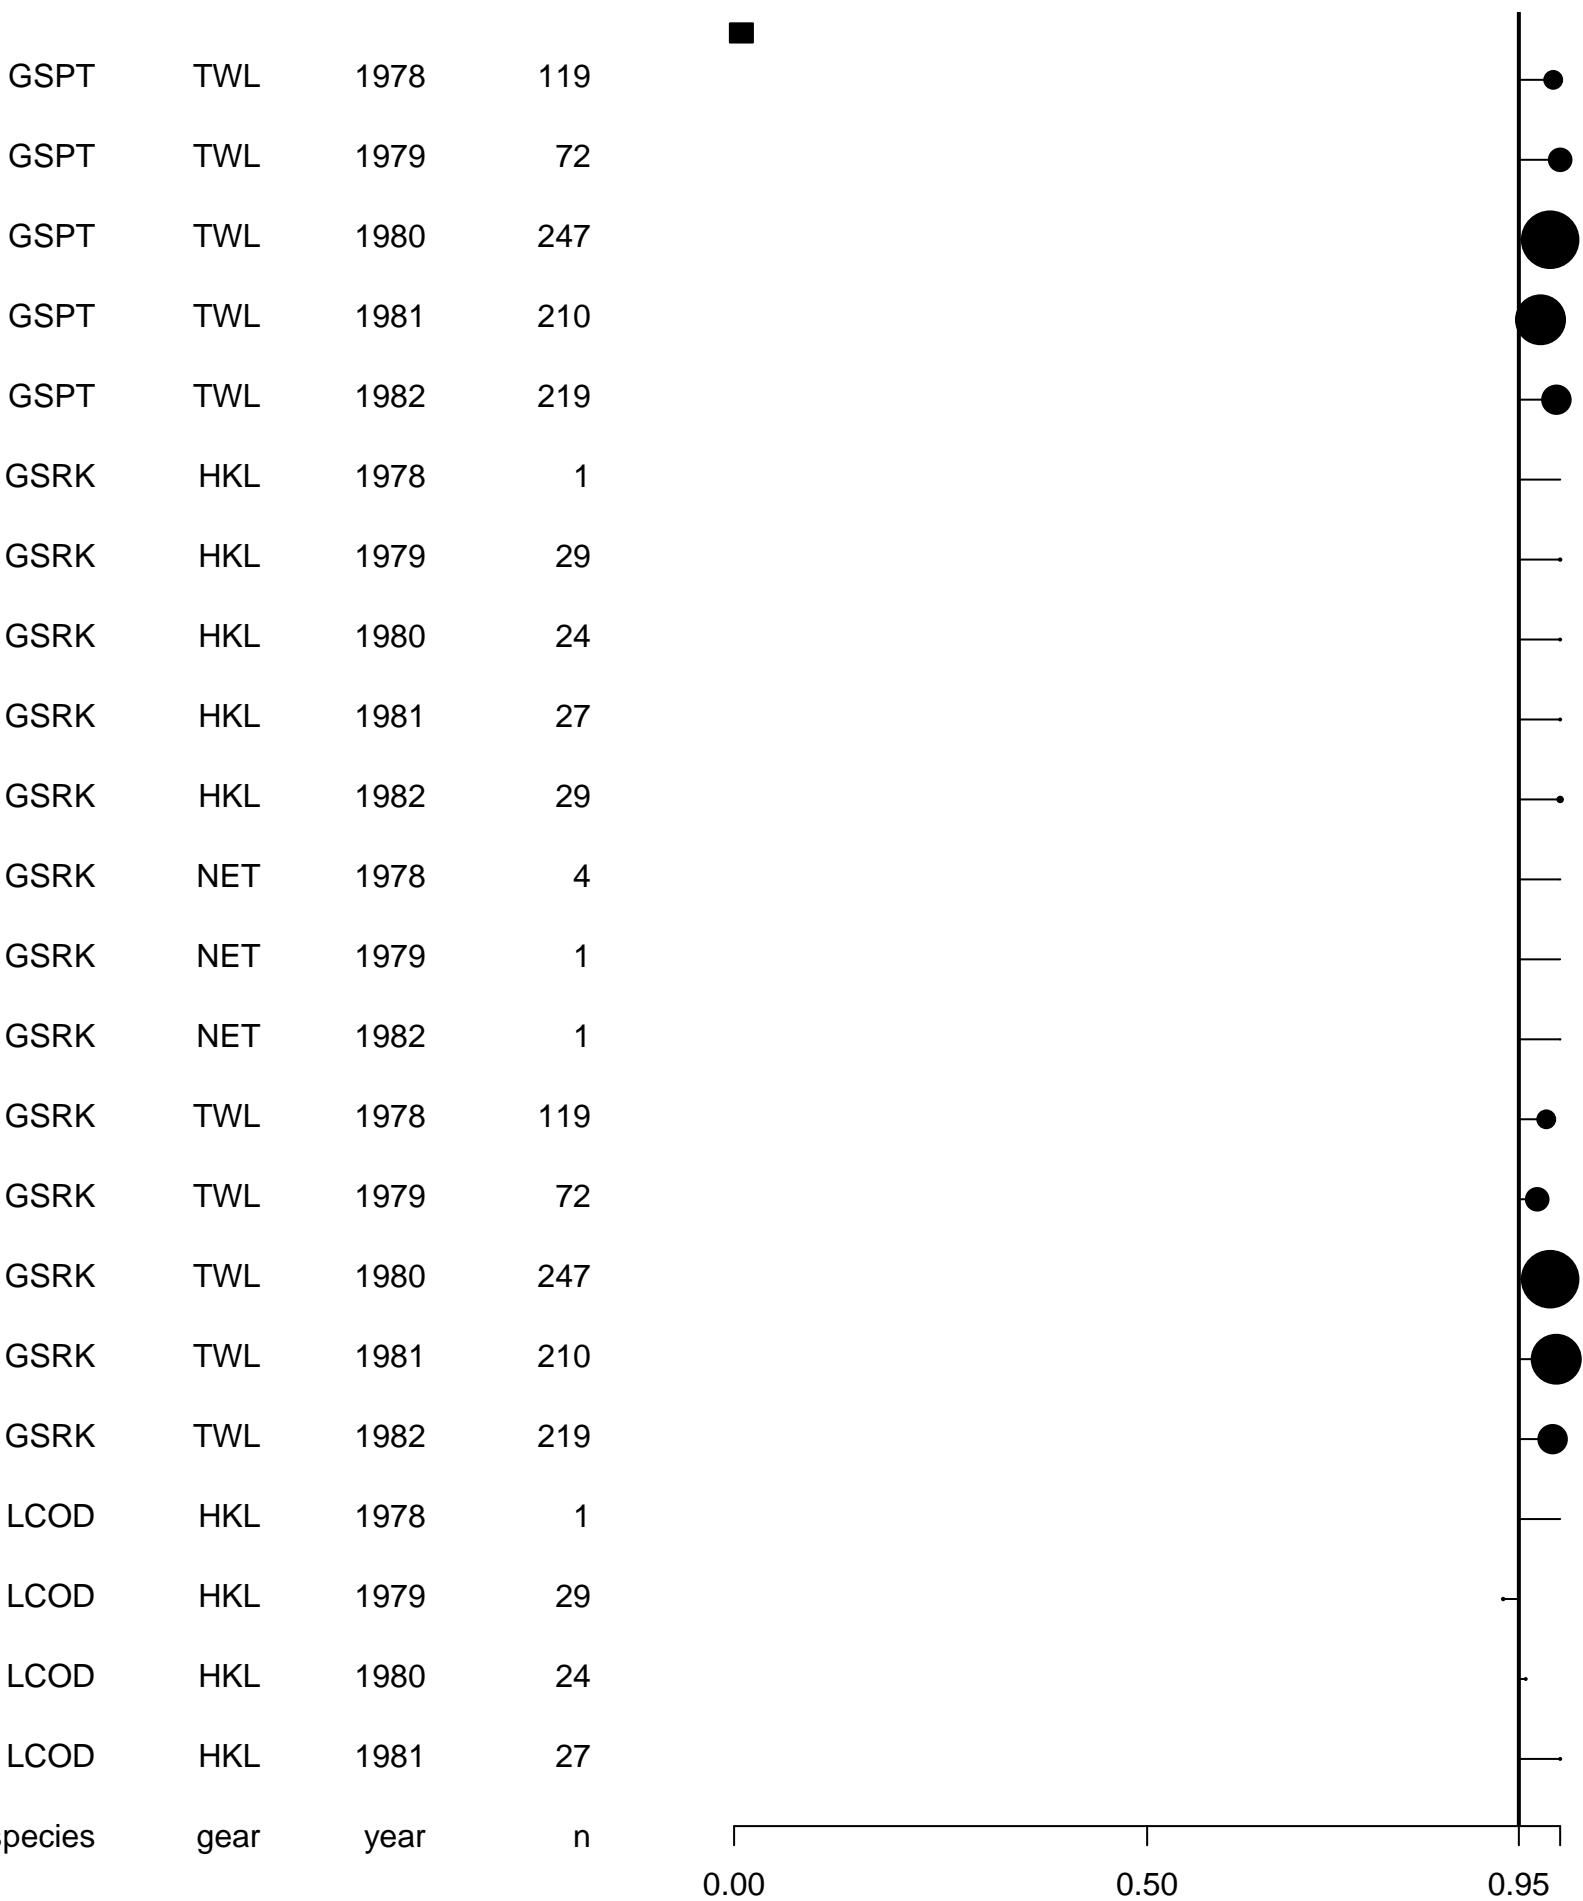 GSPT TWL 1978 119
GSPT TWL 1979 72
GSPT TWL 1980 247
GSPT TWL 1981 210
GSPT TWL 1982 219
GSRK HKL 1978 1
GSRK HKL 1979 29
GSRK HKL 1980 24
GSRK HKL 1981 27
GSRK HKL 1982 29
GSRK NET 1978 4
GSRK NET 1979 1
GSRK NET 1982 1
GSRK TWL 1978 119
GSRK TWL 1979 72
GSRK TWL 1980 247
GSRK TWL 1981 210
GSRK TWL 1982 219
LCOD HKL 1978 1
LCOD HKL 1979 29
LCOD HKL 1980 24
LCOD HKL 1981 27
species gear year n
0.00 0.50 0.95